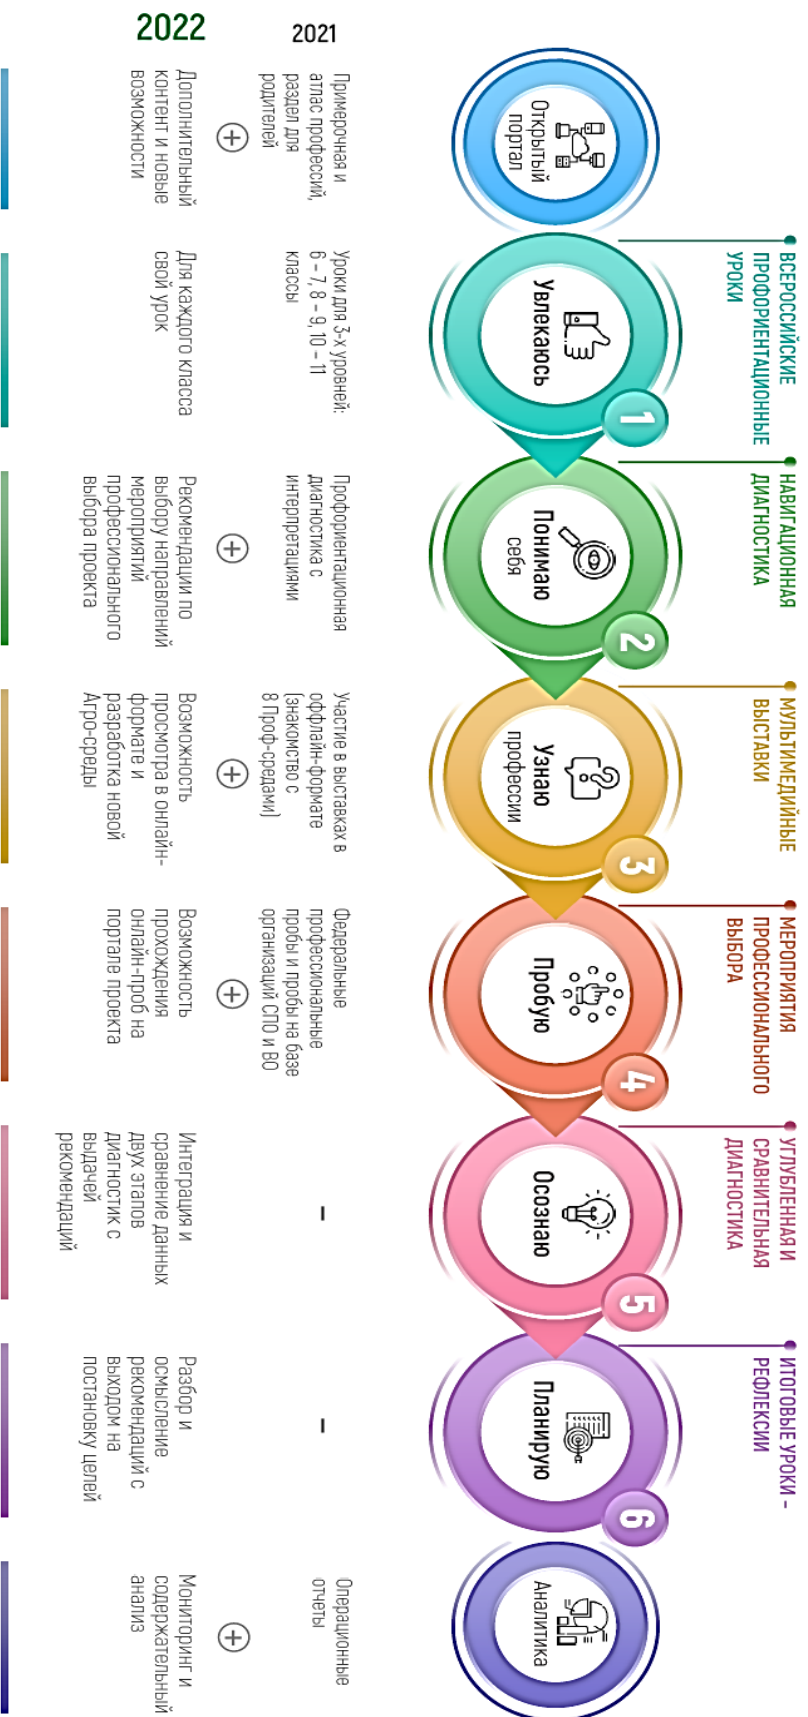 ВСЕРОССИЙСКИЕ
ПРОФОРИЕНТАЦИОННЫЕ
УРОКИ
НАВИГАЦИОННАЯ
ДИАГНОСТИКА
МУЛЬТИМЕДИЙНЫЕ
ВЫСТАВКИ
МЕРОПРИЯТИЯ
ПРОФЕССИОНАЛЬНОГО
ВЫБОРА
УГЛУБЛЕННАЯ И
СРАВНИТЕЛЬНАЯ
ДИАГНОСТИКА
ИТОГОВЫЕ УРОКИ –
РЕФЛЕКСИИ
Открытый
портал
Увлекаюсь
1
Понимаю
себя
2
Узнаю
профессии
3
Пробую
4
Осознаю
5
Планирую
6
Аналитика
2021
Примерочная и
атлас профессий,
раздел для
родителей
Уроки для 3-х уровней:
6 – 7, 8 – 9, 10 – 11
классы
Профориентационная
диагностика с
интерпретациями
Участие в выставках в
оффлайн-формате
(знакомство с
8 Проф-средами)
Федеральные
профессиональные
пробы и пробы на базе
организаций СПО и ВО
–
–
Операционные
отчеты
+
+
+
+
+
2022
Дополнительный
контент и новые
возможности
Для каждого класса
свой урок
Рекомендации по
выбору направлений
мероприятий
профессионального
выбора проекта
Возможность
просмотра в онлайн-
формате и
разработка новой
Агро-среды
Возможность
прохождения
онлайн-проб на
портале проекта
Интеграция и
сравнение данных
двух этапов
диагностик с
выдачей
рекомендаций
Разбор и
осмысление
рекомендаций с
выходом на
постановку целей
Мониторинг и
содержательный
анализ